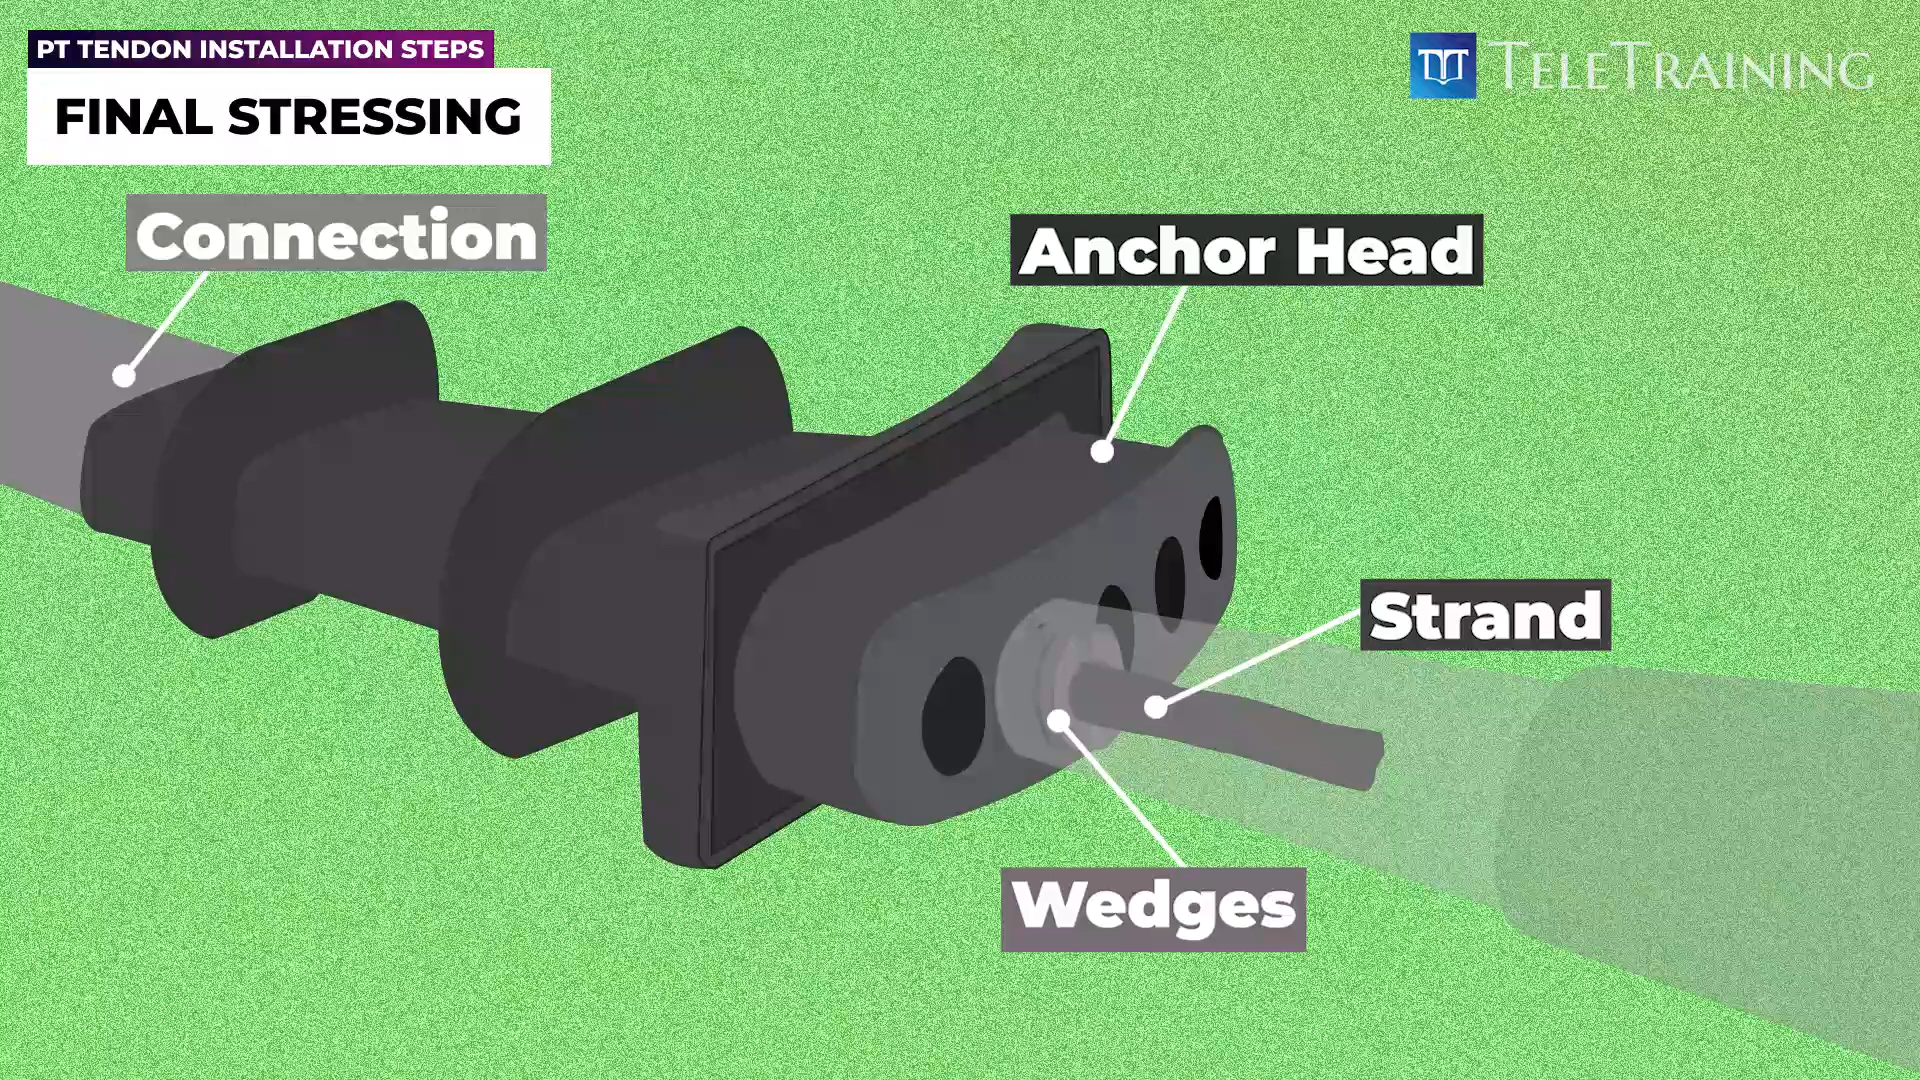 PT TENDON INSTALLATION STEPS
TELETRAINING
FINAL STRESSING
Connection
Anchor Head
Strand
Wedges